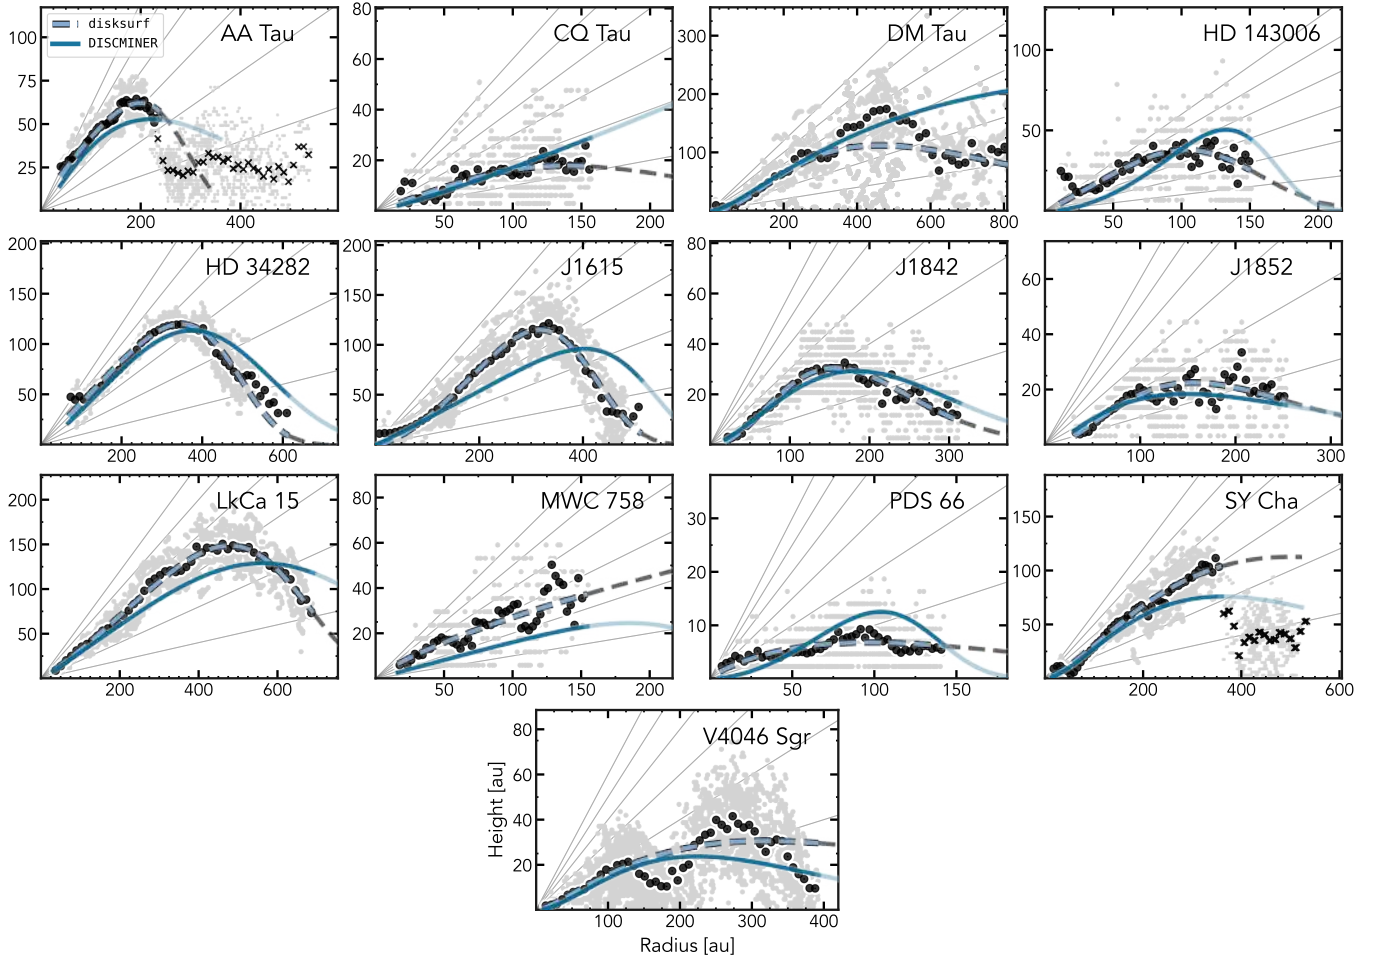 disksurf
DISCMINER
AA Tau
100
75
50
25
200 400
CQ Tau
80
60
40
20
50 100 150 200
DM Tau
300
200
100
200 400 600 800
HD 143006
100
50
50 100 150 200
HD 34282
200
150
100
50
200 400 600
J1615
200
150
100
50
200 400
J1842
80
60
40
20
100 200 300
J1852
60
40
20
100 200 300
LkCa 15
200
150
100
50
200 400 600
MWC 758
80
60
40
20
50 100 150 200
PDS 66
30
20
10
50 100 150
SY Cha
150
100
50
200 400 600
V4046 Sgr
80
60
40
20
Height [au]
100 200 300 400
Radius [au]